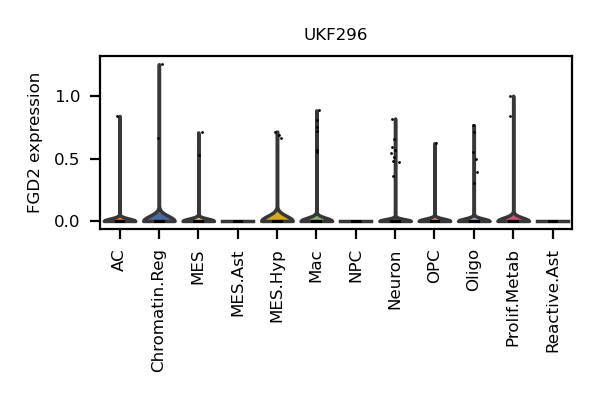 UKF296
FGD2 expression
1.0
0.5
0.0
AC
Chromatin.Reg
MES
MES.Ast
MES.Hyp
Mac
NPC
Neuron
OPC
Oligo
Prolif.Metab
Reactive.Ast